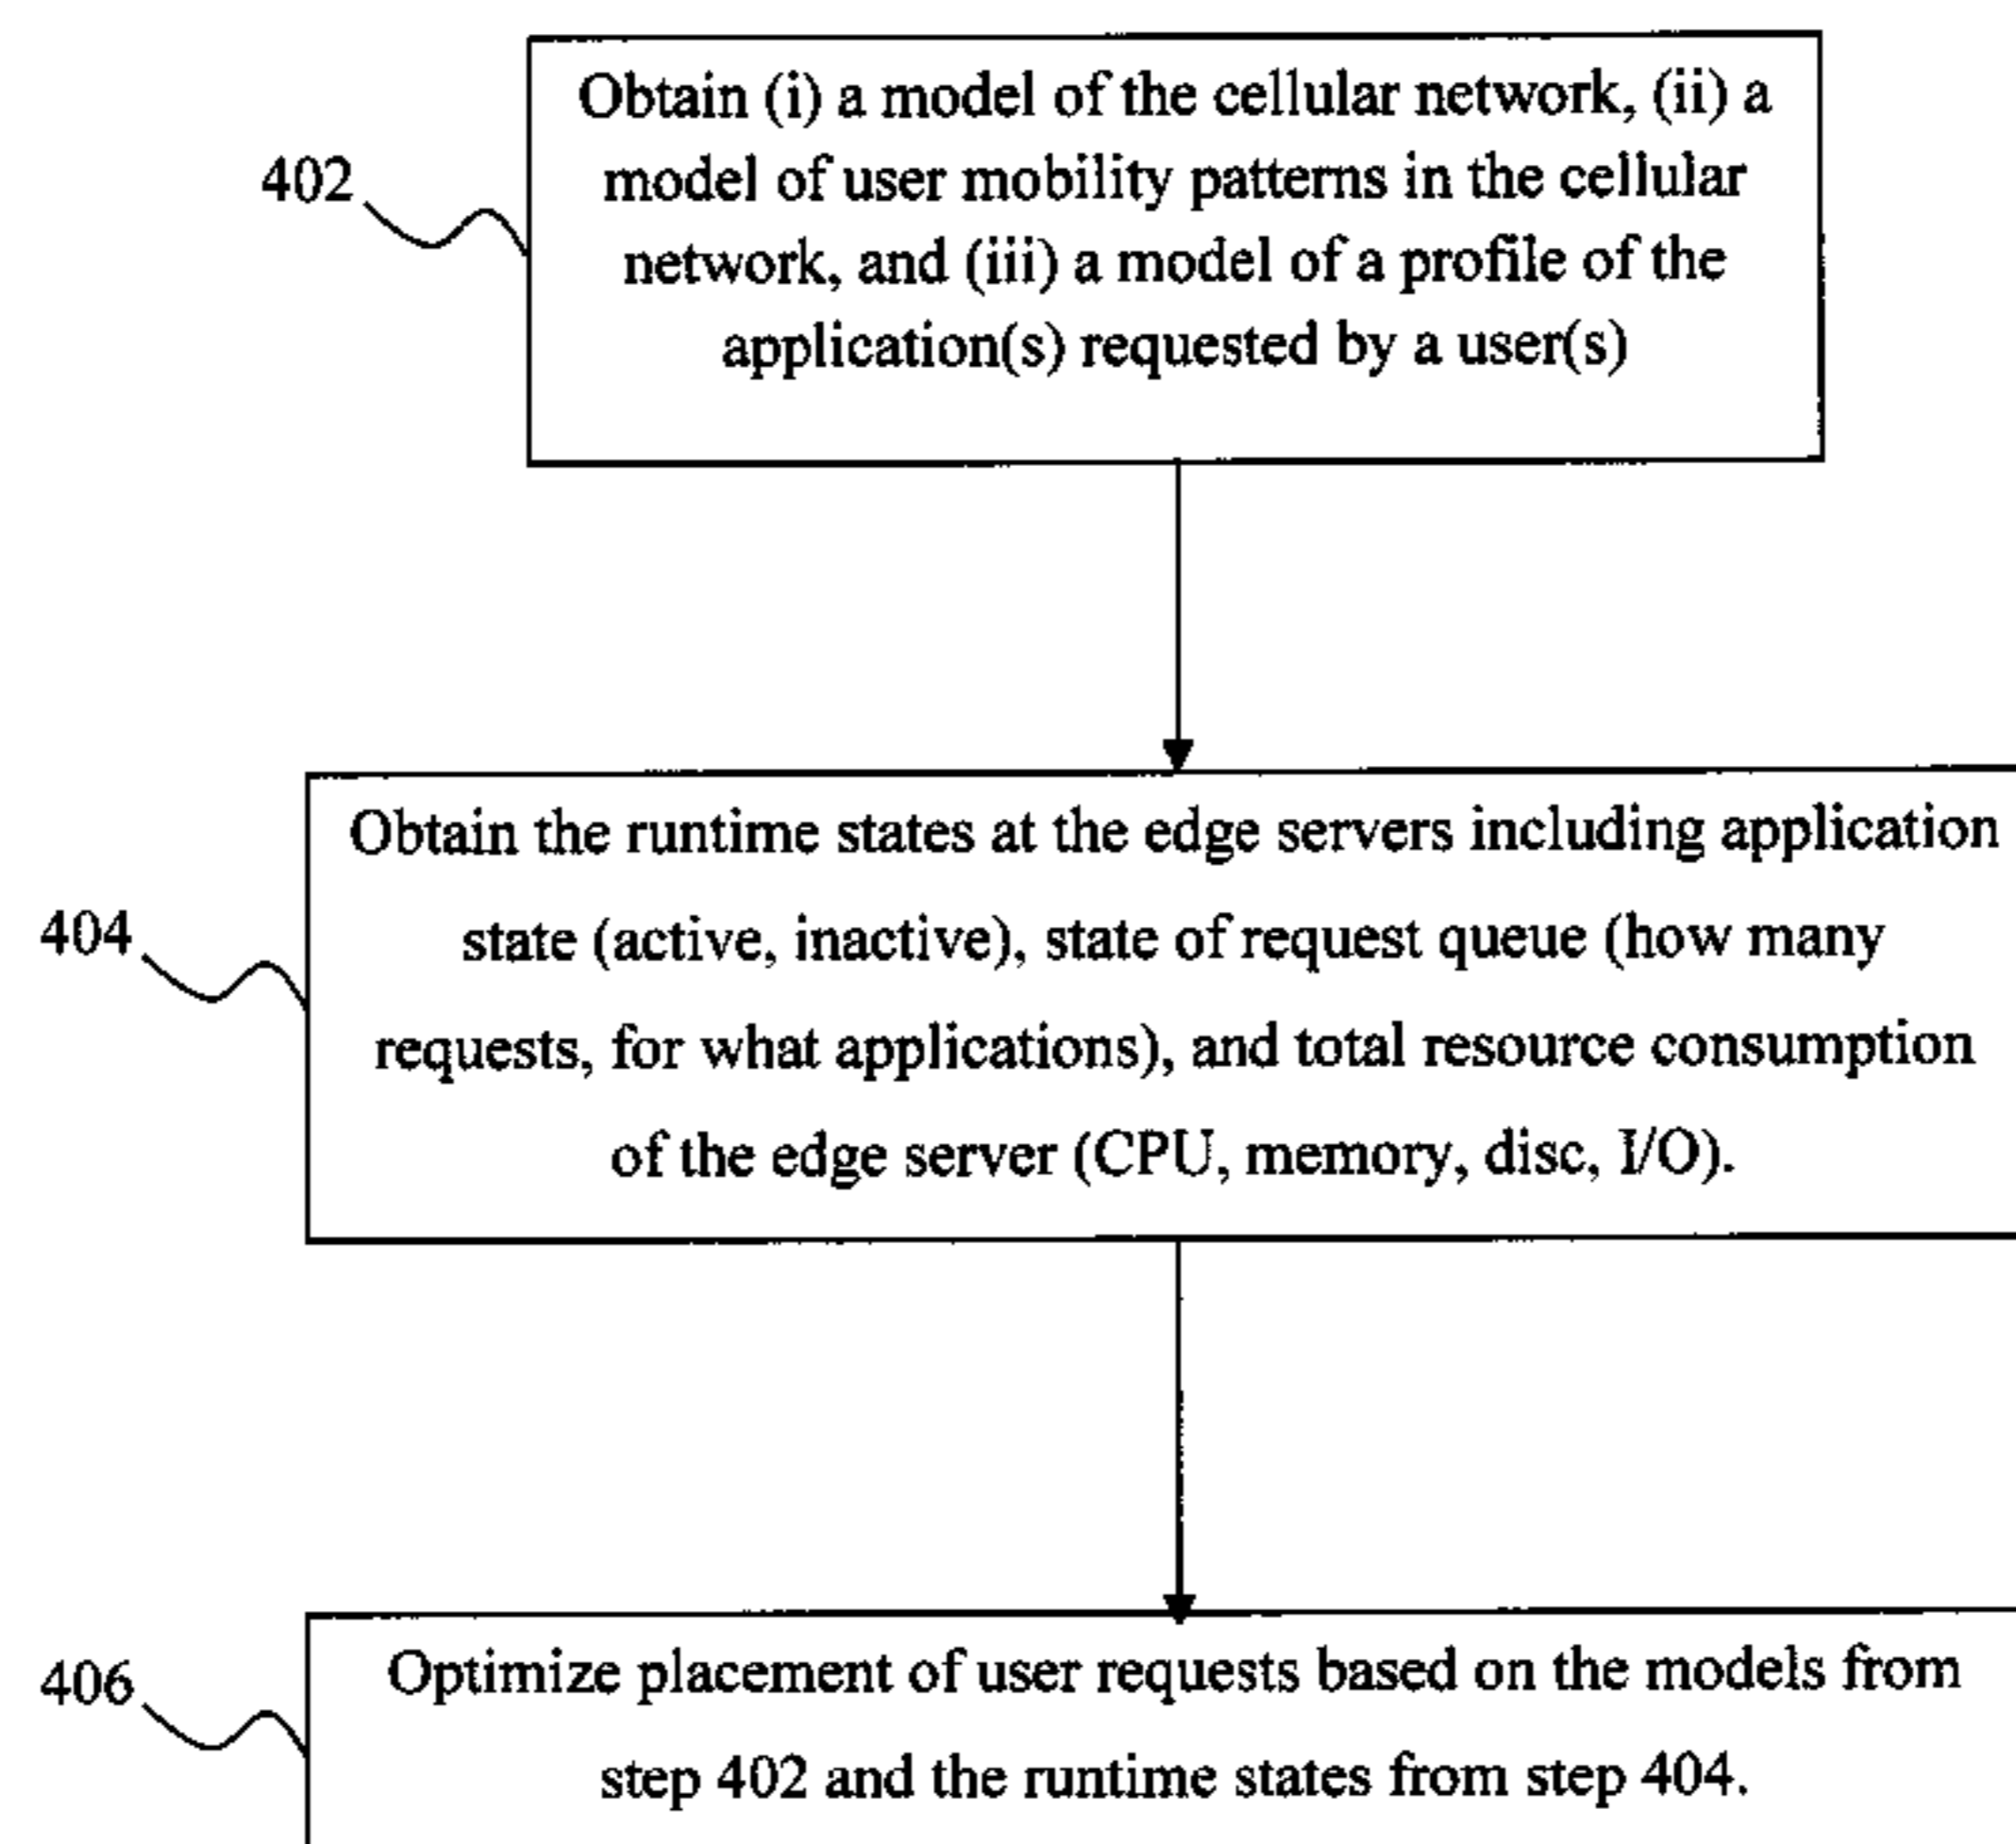 Obtain (i) a model of the cellular network, (ii) a
model of user mobility patterns in the cellular
network, and (iii) a model of a profile of the
application(s) requested by a user(s)
402
Obtain the runtime states at the edge servers including application
state (active, inactive), state of request queue (how many
requests, for what applications), and total resource consumption
of the edge server (CPU, memory, disc, I/O).
404
Optimize placement of user requests based on the models from
step 402 and the runtime states from step 404.
406